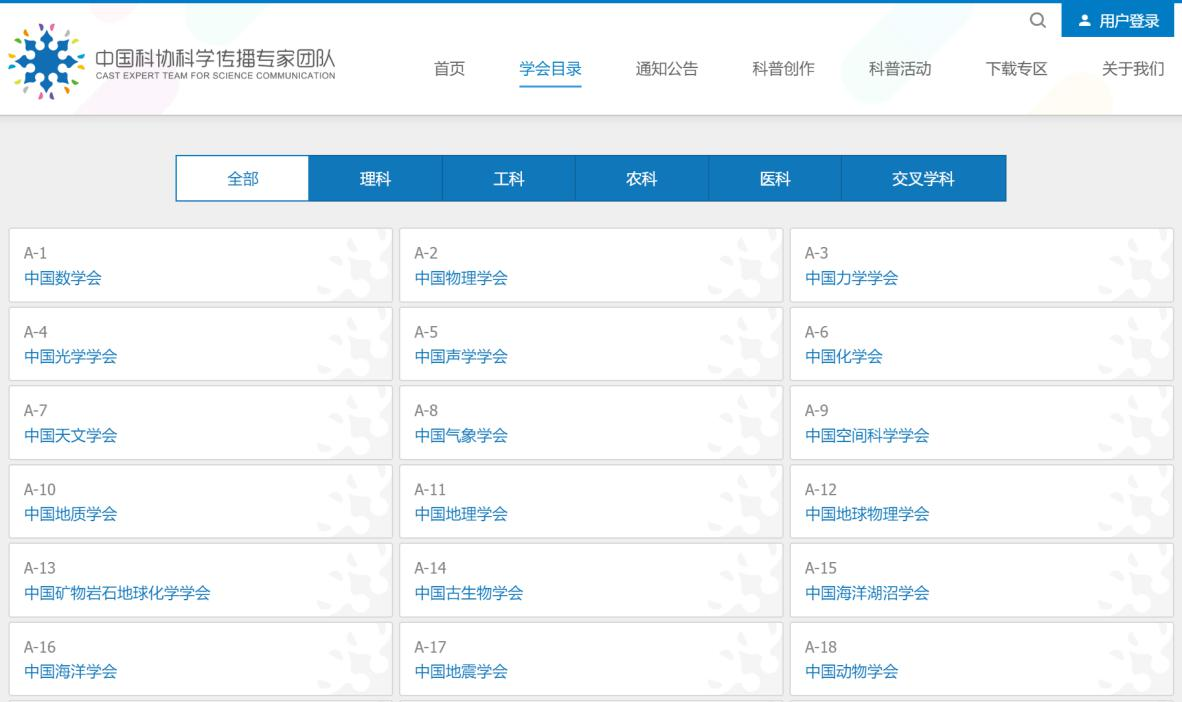 用户登录
中国科协科学传播专家团队
CAST EXPERT TEAM FOR SCIENCE COMMUNICATION
首页 学会目录 通知公告 科普创作 科普活动 下载专区 关于我们
全部 理科 工科 农科 医科 交叉学科
A-1
中国数学会
A-2
中国物理学会
A-3
中国力学学会
A-4
中国光学学会
A-5
中国声学学会
A-6
中国化学会
A-7
中国天文学会
A-8
中国气象学会
A-9
中国空间科学学会
A-10
中国地质学会
A-11
中国地理学会
A-12
中国地球物理学会
A-13
中国矿物岩石地球化学学会
A-14
中国古生物学会
A-15
中国海洋湖沼学会
A-16
中国海洋学会
A-17
中国地震学会
A-18
中国动物学会